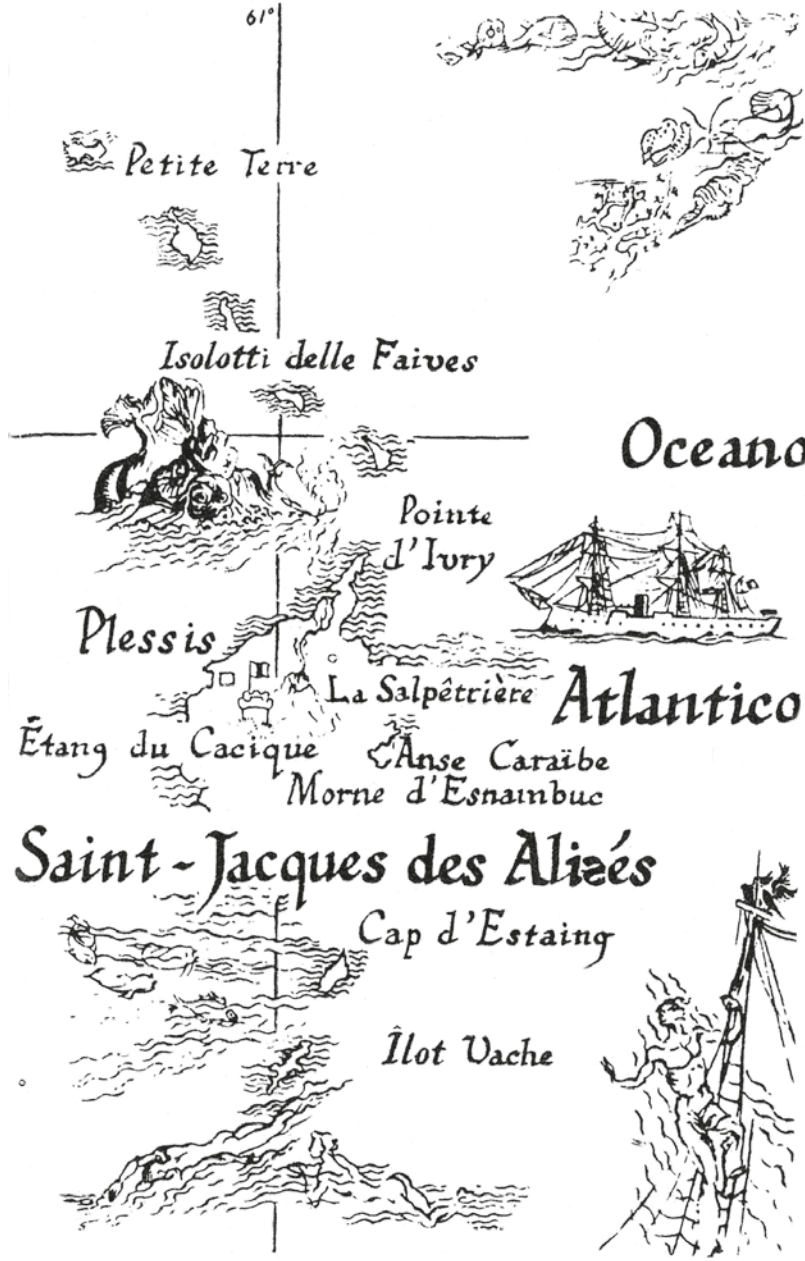 61°
Petite Terre
Isolotti delle Faives
Oceano
Pointe
d'Ivry
Plessis
La Salpêtrière
Atlantico
Étang du Cacique
Anse Caraïbe
Morne d'Esnambuc
Saint-Jacques des Alizés
Cap d'Estaing
Îlot Vache